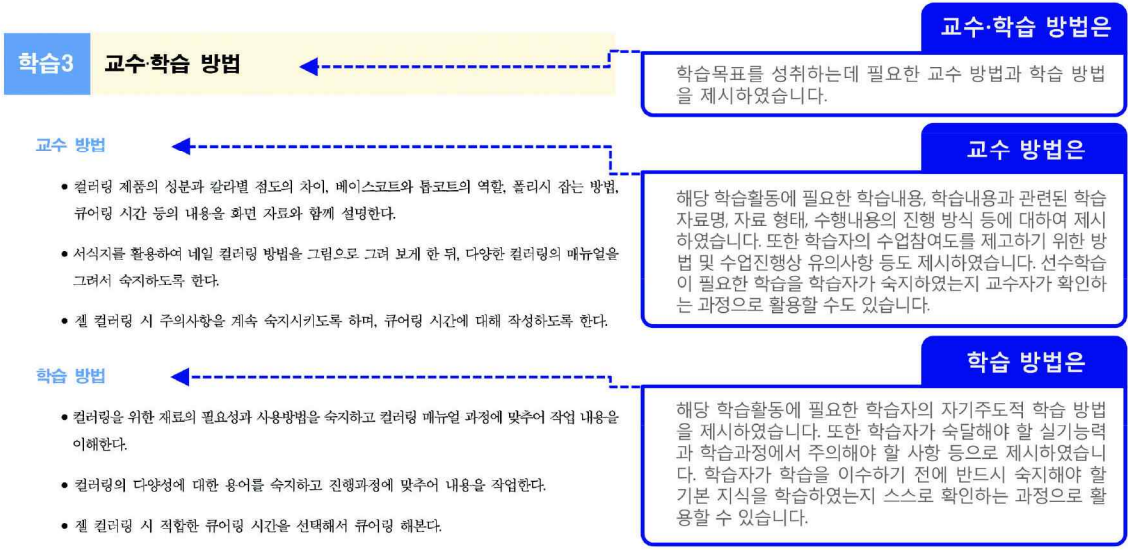 학습3 교수·학습 방법
교수 방법
• 컬러링 제품의 성분과 칼라별 점도의 차이, 베이스코트와 톱코트의 역할, 폴리시 잡는 방법,
큐어링 시간 등의 내용을 화면 자료와 함께 설명한다.
• 서식지를 활용하여 네일 컬러링 방법을 그림으로 그려 보게 한 뒤, 다양한 컬러링의 매뉴얼을
그려서 숙지하도록 한다.
• 젤 컬러링 시 주의사항을 계속 숙지시키도록 하며, 큐어링 시간에 대해 작성하도록 한다.
학습 방법
• 컬러링을 위한 재료의 필요성과 사용방법을 숙지하고 컬러링 매뉴얼 과정에 맞추어 작업 내용을
이해한다.
• 컬러링의 다양성에 대한 용어를 숙지하고 진행과정에 맞추어 내용을 작업한다.
• 젤 컬러링 시 적합한 큐어링 시간을 선택해서 큐어링 해본다.
교수·학습 방법은
학습목표를 성취하는데 필요한 교수 방법과 학습 방법
을 제시하였습니다.
교수 방법은
해당 학습활동에 필요한 학습내용, 학습내용과 관련된 학습
자료명, 자료 형태, 수행내용의 진행 방식 등에 대하여 제시
하였습니다. 또한 학습자의 수업참여도를 제고하기 위한 방
법 및 수업진행상 유의사항 등도 제시하였습니다. 선수학습
이 필요한 학습을 학습자가 숙지하였는지 교수자가 확인하
는 과정으로 활용할 수도 있습니다.
학습 방법은
해당 학습활동에 필요한 학습자의 자기주도적 학습 방법
을 제시하였습니다. 또한 학습자가 숙달해야 할 실기능력
과 학습과정에서 주의해야 할 사항 등으로 제시하였습니
다. 학습자가 학습을 이수하기 전에 반드시 숙지해야 할
기본 지식을 학습하였는지 스스로 확인하는 과정으로 활
용할 수 있습니다.